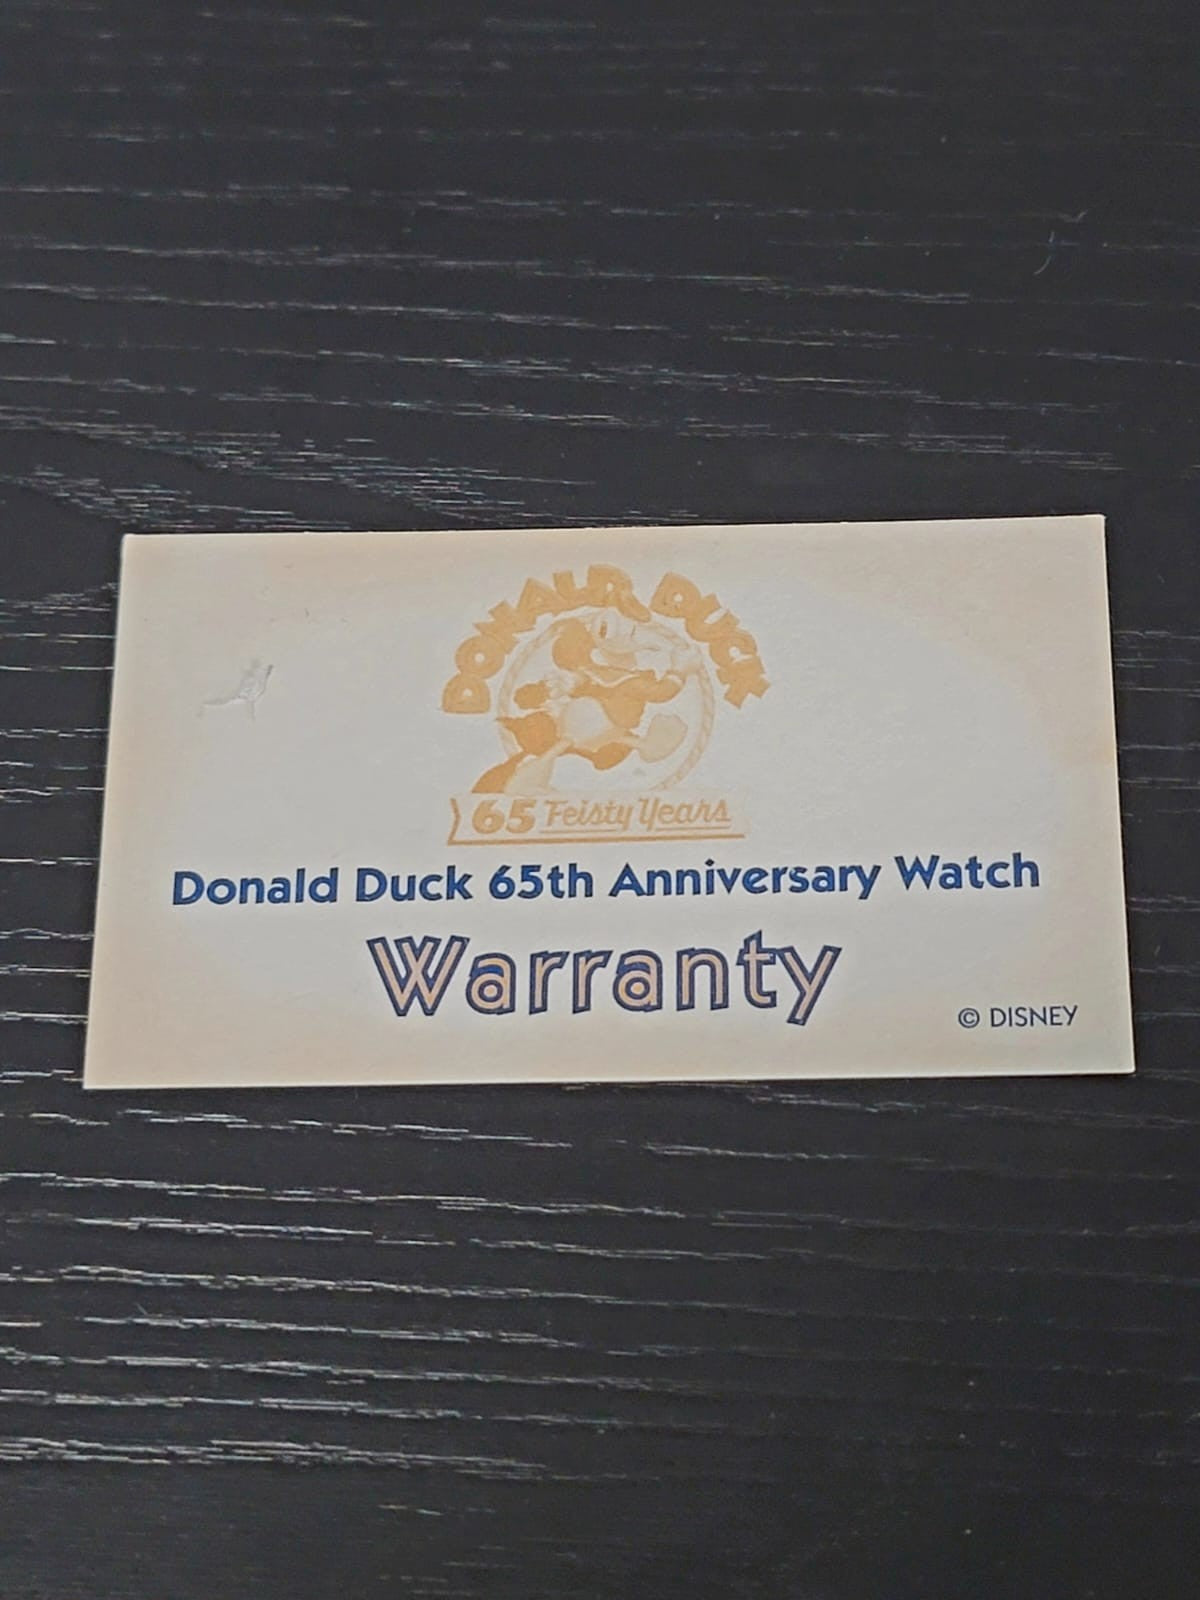 DONALD DUCK
65 Feisty Years
Donald Duck 65th Anniversary Watch
Warranty
© DISNEY